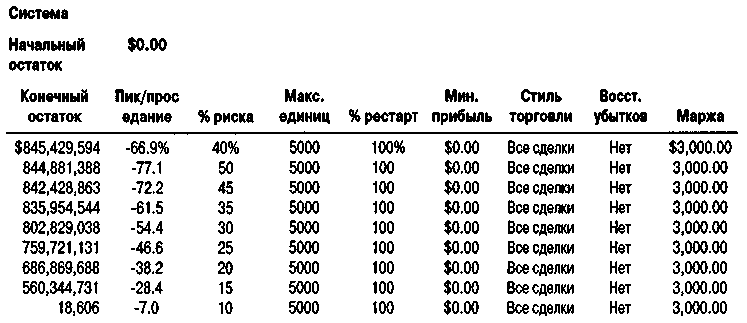 Система
Начальный $0.00
остаток
Конечный Пик/прос Макс. Мин. Стиль Восст.
остаток едание % риска единиц % рестарт прибыль торговли убытков Маржа
$845,429,594 -66.9% 40% 5000 100% $0.00 Все сделки Нет $3,000.00
844,881,388 -77.1 50 5000 100 $0.00 Все сделки Нет 3,000.00
842,428,863 -72.2 45 5000 100 $0.00 Все сделки Нет 3,000.00
835,954,544 -61.5 35 5000 100 $0.00 Все сделки Нет 3,000.00
802,829,038 -54.4 30 5000 100 $0.00 Все сделки Нет 3,000.00
759,721,131 -46.6 25 5000 100 $0.00 Все сделки Нет 3,000.00
686,869,688 -38.2 20 5000 100 $0.00 Все сделки Нет 3,000.00
560,344,731 -28.4 15 5000 100 $0.00 Все сделки Нет 3,000.00
18,606 -7.0 10 5000 100 $0.00 Все сделки Нет 3,000.00